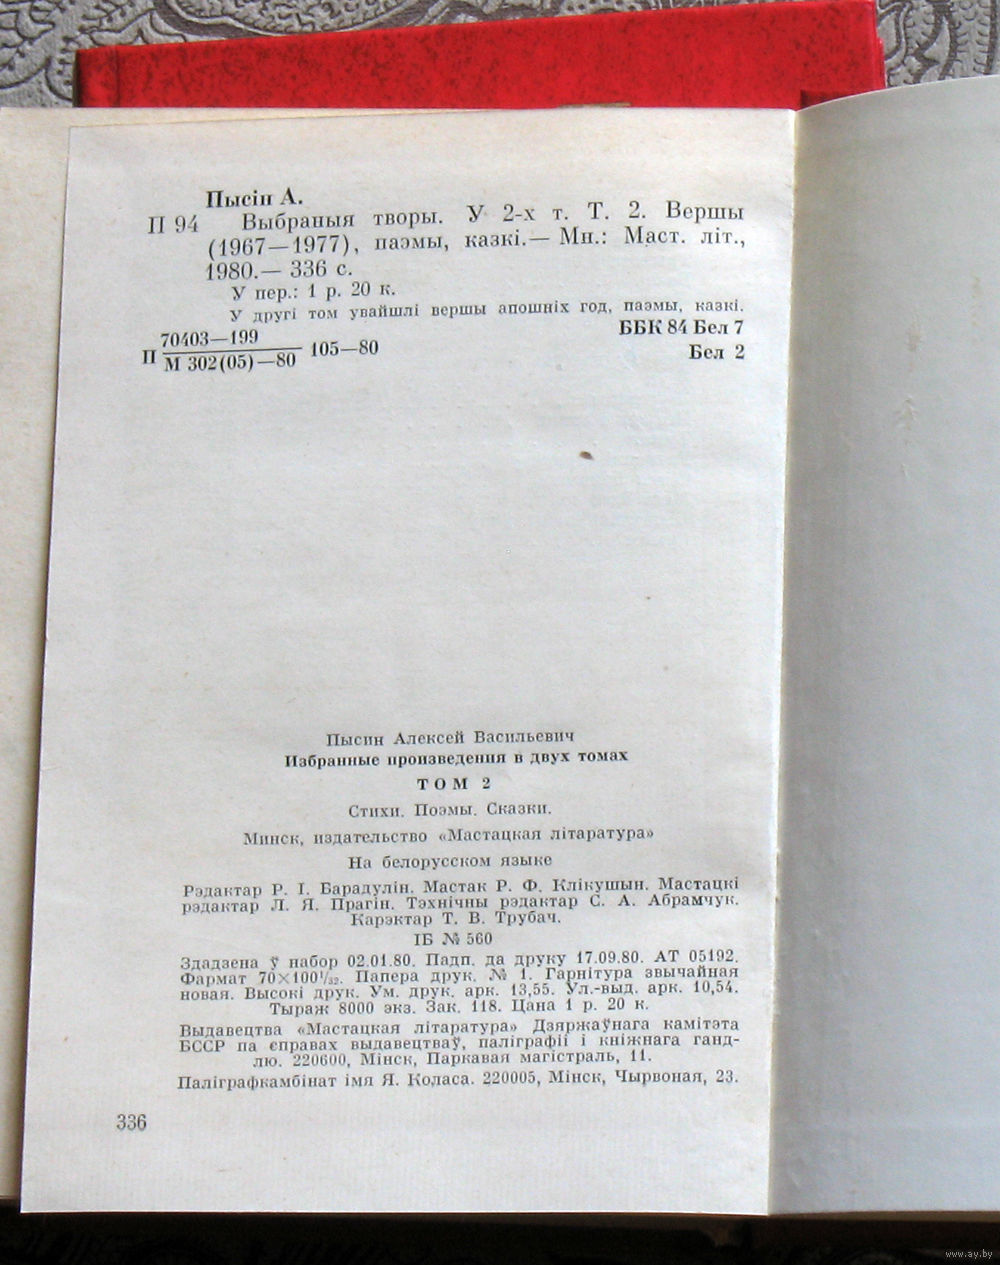 Пысін А.
П 94 Выбраныя творы. У 2-х т. Т. 2. Вершы
(1967—1977), паэмы, казкі.— Мн.: Маст. літ.,
1980.— 336 с.
У пер.: 1 р. 20 к.
У другі том увайшлі вершы апошніх год, паэмы, казкі.
П 70403—199
М 302(05)—80 105—80
ББК 84 Бел 7
Бел 2
Пысин Алексей Васильевич
Избранные произведения в двух томах
ТОМ 2
Стихи. Поэмы. Сказки.
Минск, издательство «Мастацкая літаратура»
На белорусском языке
Рэдактар Р. І. Барадулін. Мастак Р. Ф. Клікушын. Мастацкі
рэдактар Л. Я. Прагін. Тэхнічны рэдактар С. А. Абрамчук.
Карэктар Т. В. Трубач.
ІБ № 560
Здадзена ў набор 02.01.80. Падп. да друку 17.09.80. АТ 05192.
Фармат 70×100¹/₃₂. Папера друк. № 1. Гарнітура звычайная
новая. Высокі друк. Ум. друк. арк. 13,55. Ул.-выд. арк. 10,54.
Тыраж 8000 экз. Зак. 118. Цана 1 р. 20 к.
Выдавецтва «Мастацкая літаратура» Дзяржаўнага камітэта
БССР па справах выдавецтваў, паліграфіі і кніжнага ганд-
лю. 220600, Мінск, Паркавая магістраль, 11.
Паліграфкамбінат імя Я. Коласа. 220005, Мінск, Чырвоная, 23.
336
www.ay.by